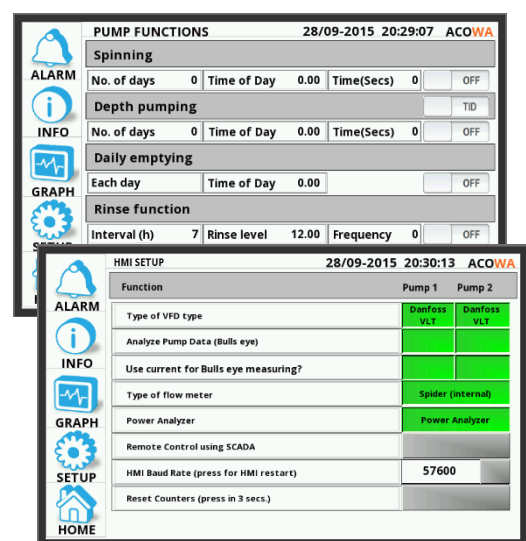 PUMP FUNCTIONS 28/09-2015 20:29:07 ACOWA
Spinning
ALARM
No. of days 0 Time of Day 0.00 Time(Secs) 0 OFF
Depth pumping TID
INFO
No. of days 0 Time of Day 0.00 Time(Secs) 0 OFF
Daily emptying
GRAPH
Each day Time of Day 0.00 OFF
Rinse function
Interval (h) 7 Rinse level 12.00 Frequency 0 OFF
HMI SETUP 28/09-2015 20:30:13 ACOWA
Function Pump 1 Pump 2
ALARM
Type of VFD type Danfoss VLT Danfoss VLT
Analyze Pump Data (Bulls eye)
INFO
Use current for Bulls eye measuring?
Type of flow meter Spider (internal)
GRAPH
Power Analyzer Power Analyzer
Remote Control using SCADA
SETUP
HMI Baud Rate (press for HMI restart) 57600
Reset Counters (press in 3 secs.)
HOME